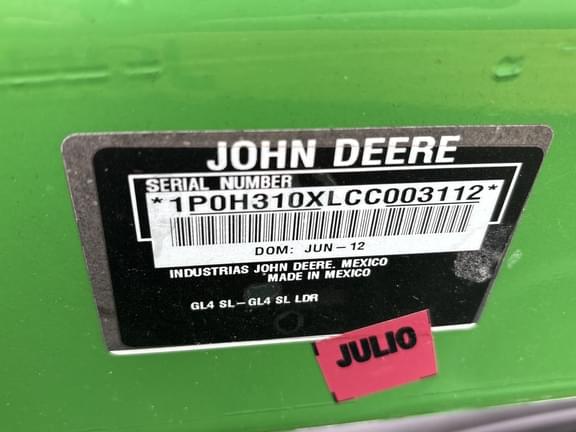 JOHN DEERE
SERIAL NUMBER
*1P0H310XLCC003112*
DOM: JUN-12
INDUSTRIAS JOHN DEERE. MEXICO
MADE IN MEXICO
GL4 SL-GL4 SL LDR
JULIO